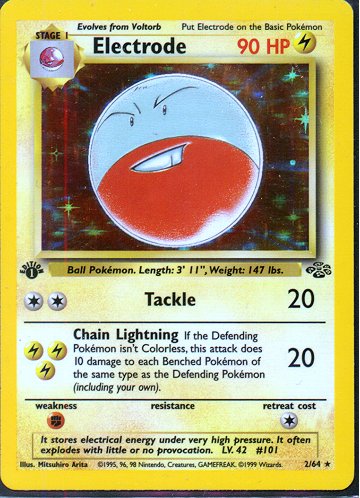 Evolves from Voltorb Put Electrode on the Basic Pokémon
STAGE 1
Electrode 90 HP
EDITION
1
Ball Pokémon. Length: 3' 11", Weight: 147 lbs.
Tackle 20
Chain Lightning If the Defending
Pokémon isn't Colorless, this attack does
10 damage to each Benched Pokémon of
the same type as the Defending Pokémon
(including your own).
20
weakness resistance retreat cost
It stores electrical energy under very high pressure. It often
explodes with little or no provocation. LV. 42 #101
Illus. Mitsuhiro Arita ©1995, 96, 98 Nintendo, Creatures, GAMEFREAK. ©1999 Wizards. 2/64 ★